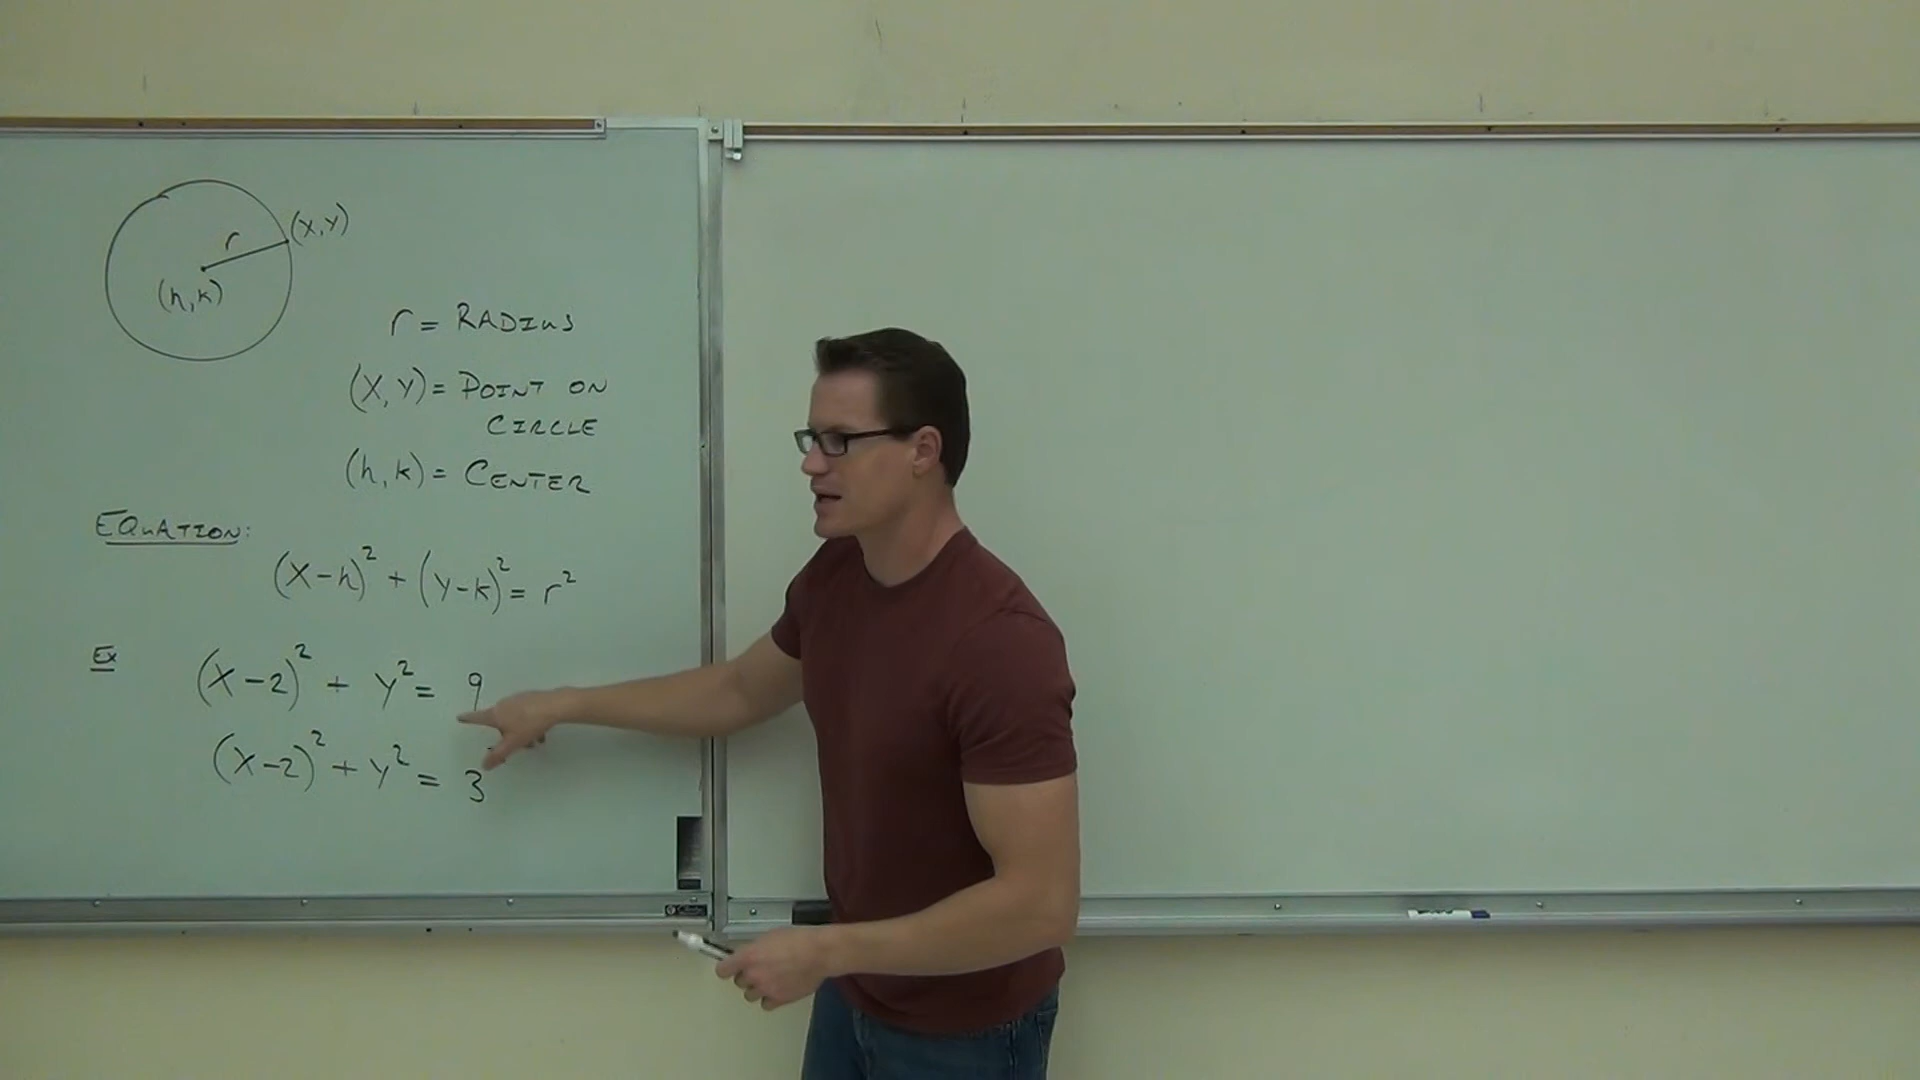 (x,y)
r
(h,k)
r = RADIUS
(x,y) = POINT ON
CIRCLE
(h,k) = CENTER
EQUATION:
(x-h)² + (y-k)² = r²
Ex
(x-2)² + y² = 9
(x-2)² + y² = 3